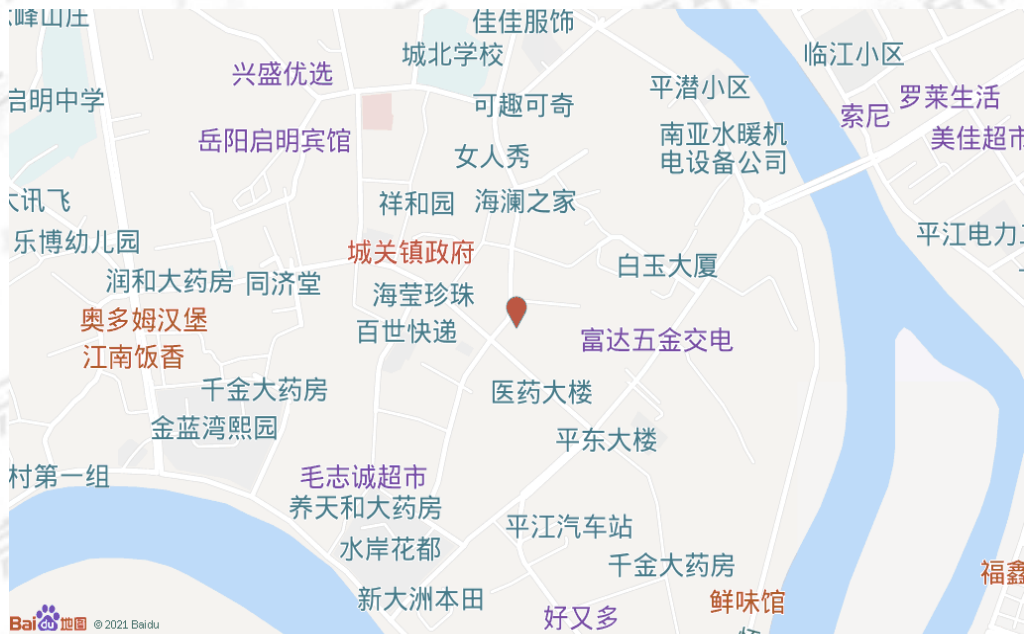 峰山庄
佳佳服饰
城北学校
临江小区
兴盛优选
平潜小区
启明中学
可趣可奇
罗莱生活
索尼
岳阳启明宾馆
南亚水暖机
电设备公司
美佳超市
女人秀
讯飞
祥和园
海澜之家
乐博幼儿园
平江电力
城关镇政府
白玉大厦
润和大药房
同济堂
海莹珍珠
奥多姆汉堡
百世快递
富达五金交电
江南饭香
千金大药房
医药大楼
金蓝湾熙园
平东大楼
村第一组
毛志诚超市
养天和大药房
平江汽车站
水岸花都
千金大药房
福鑫
新大洲本田
鲜味馆
好又多
Bai du 地图 © 2021 Baidu